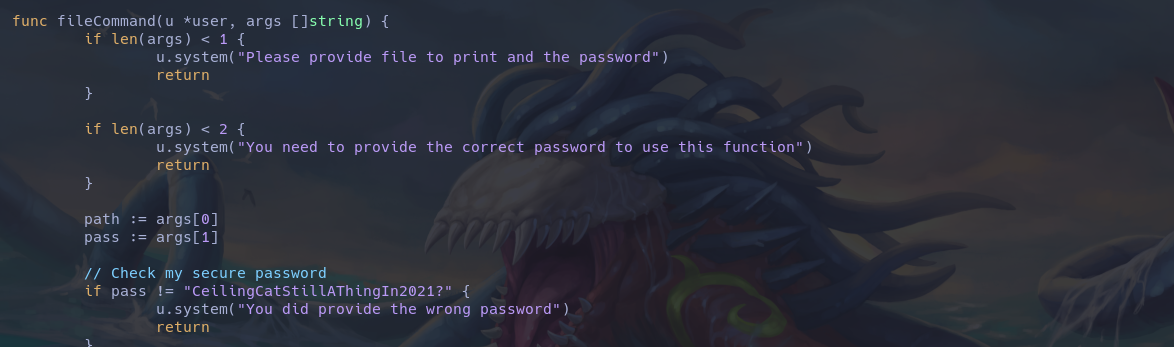 func fileCommand(u *user, args []string) {
        if len(args) < 1 {
                u.system("Please provide file to print and the password")
                return
        }

        if len(args) < 2 {
                u.system("You need to provide the correct password to use this function")
                return
        }

        path := args[0]
        pass := args[1]

        // Check my secure password
        if pass != "CeilingCatStillAThingIn2021?" {
                u.system("You did provide the wrong password")
                return
        }